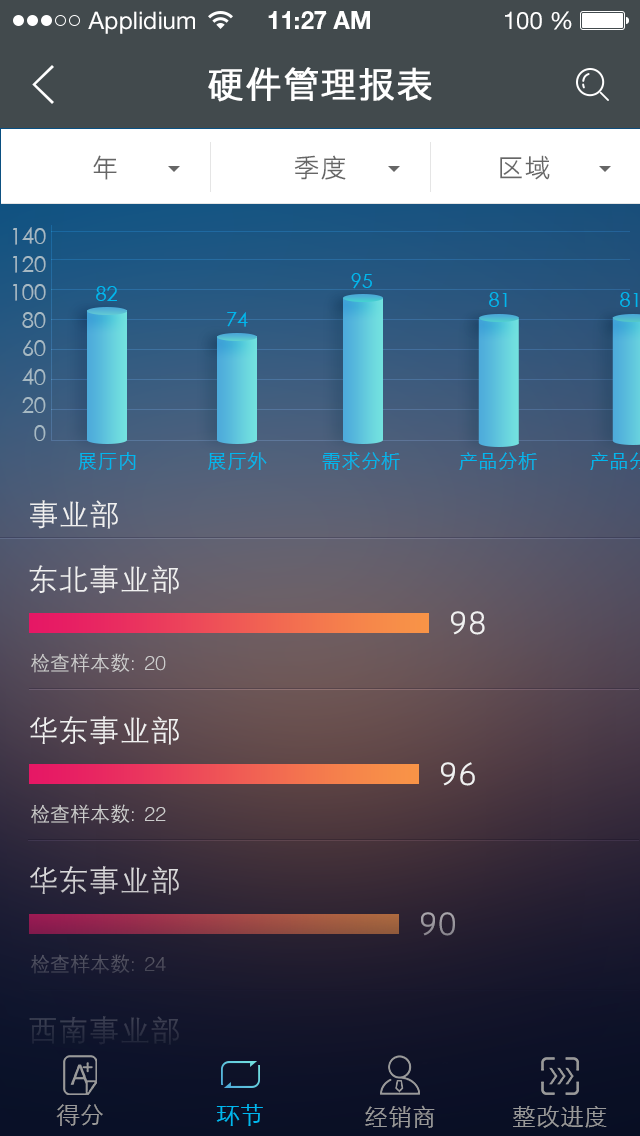 Applidium 11:27 AM 100 %
硬件管理报表
年 季度 区域
140
120
100
80
60
40
20
0
82 74 95 81 81
展厅内 展厅外 需求分析 产品分析 产品分
事业部
东北事业部
98
检查样本数: 20
华东事业部
96
检查样本数: 22
华东事业部
90
检查样本数: 24
西南事业部
A+
得分 环节 经销商 整改进度